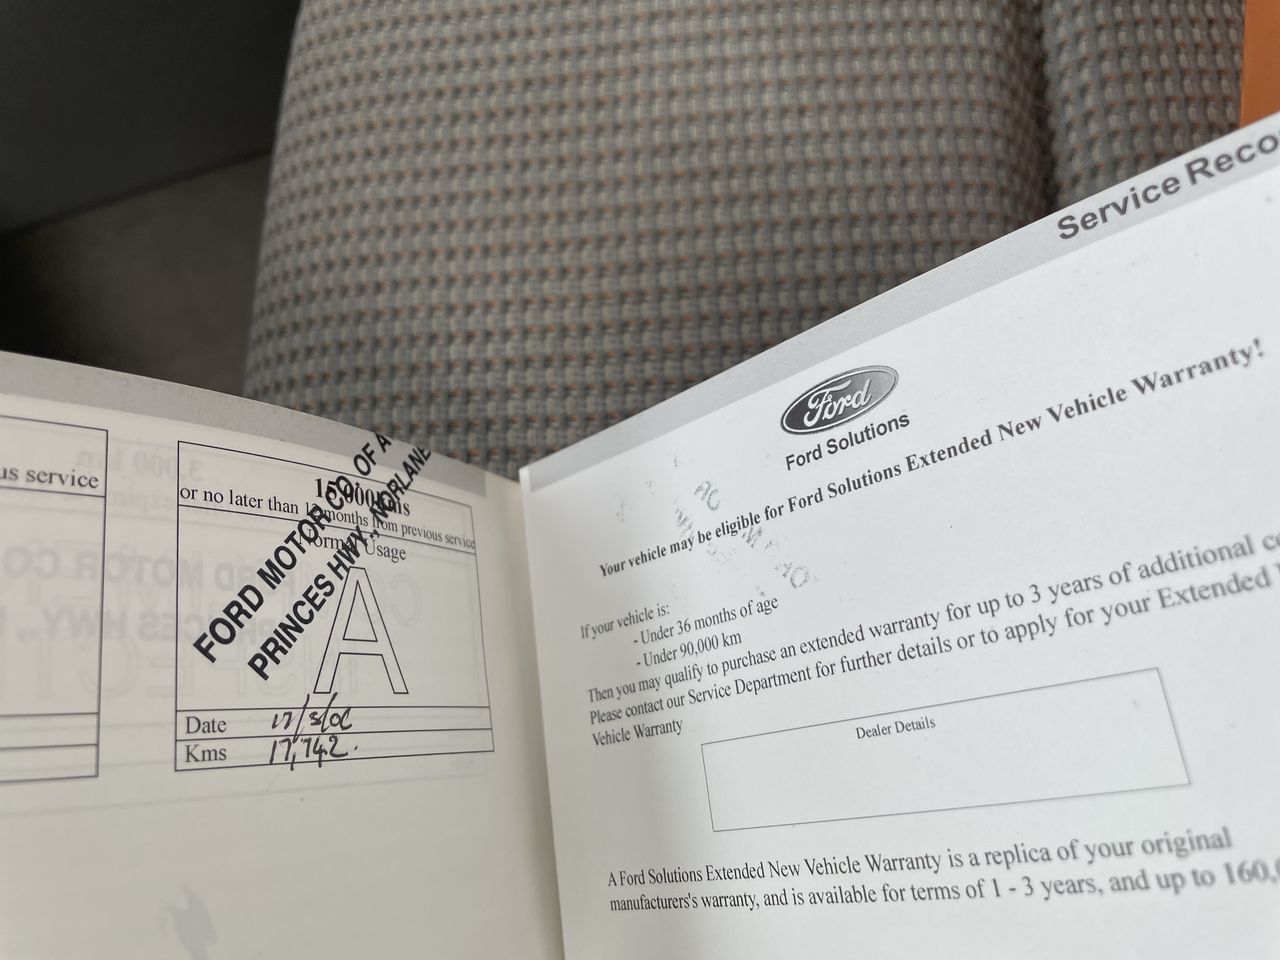 us service
15,000kms
or no later than 12 months from previous service
Normal Usage
FORD MOTOR CO. OF A
PRINCES HWY., NORLANE
A
Date 17/3/06
Kms 17,742.
Service Reco
Ford
Ford Solutions
Your vehicle may be eligible for Ford Solutions Extended New Vehicle Warranty!
If your vehicle is:
- Under 36 months of age
- Under 90,000 km
Then you may qualify to purchase an extended warranty for up to 3 years of additional co
Please contact our Service Department for further details or to apply for your Extended
Vehicle Warranty
Dealer Details
A Ford Solutions Extended New Vehicle Warranty is a replica of your original
manufacturers's warranty, and is available for terms of 1 - 3 years, and up to 160,